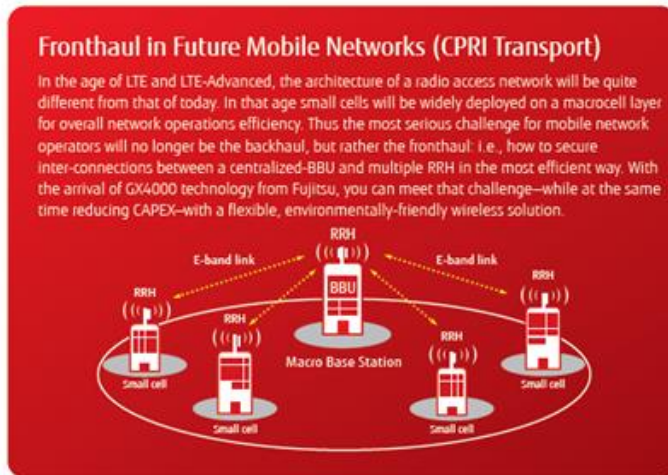 Fronthaul in Future Mobile Networks (CPRI Transport)
In the age of LTE and LTE-Advanced, the architecture of a radio access network will be quite
different from that of today. In that age small cells will be widely deployed on a macrocell layer
for overall network operations efficiency. Thus the most serious challenge for mobile network
operators will no longer be the backhaul, but rather the fronthaul: i.e., how to secure
inter-connections between a centralized-BBU and multiple RRH in the most efficient way. With
the arrival of GX4000 technology from Fujitsu, you can meet that challenge—while at the same
time reducing CAPEX—with a flexible, environmentally-friendly wireless solution.
RRH
E-band link
E-band link
BBU
RRH
RRH
RRH
RRH
Macro Base Station
Small cell
Small cell
Small cell
Small cell